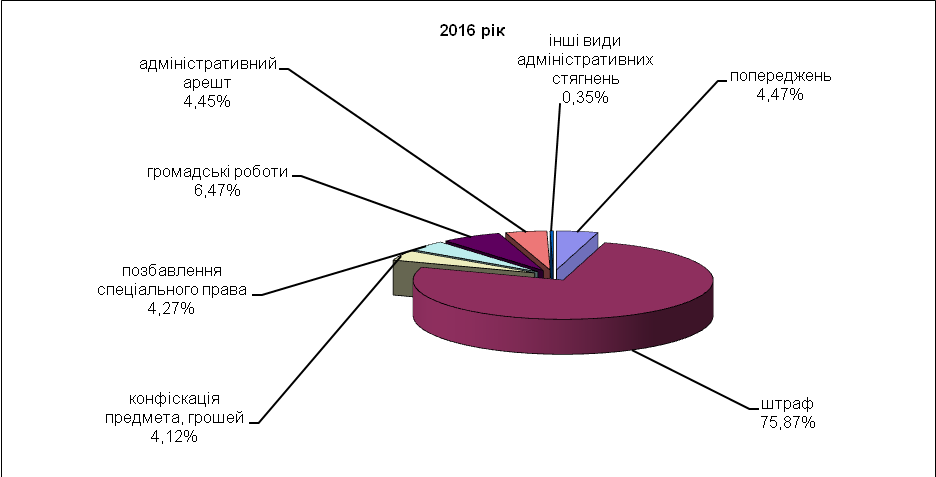 2016 рік
адміністративний
арешт
4,45%
інші види
адміністративних
стягнень
0,35%
попереджень
4,47%
громадські роботи
6,47%
позбавлення
спеціального права
4,27%
конфіскація
предмета, грошей
4,12%
штраф
75,87%